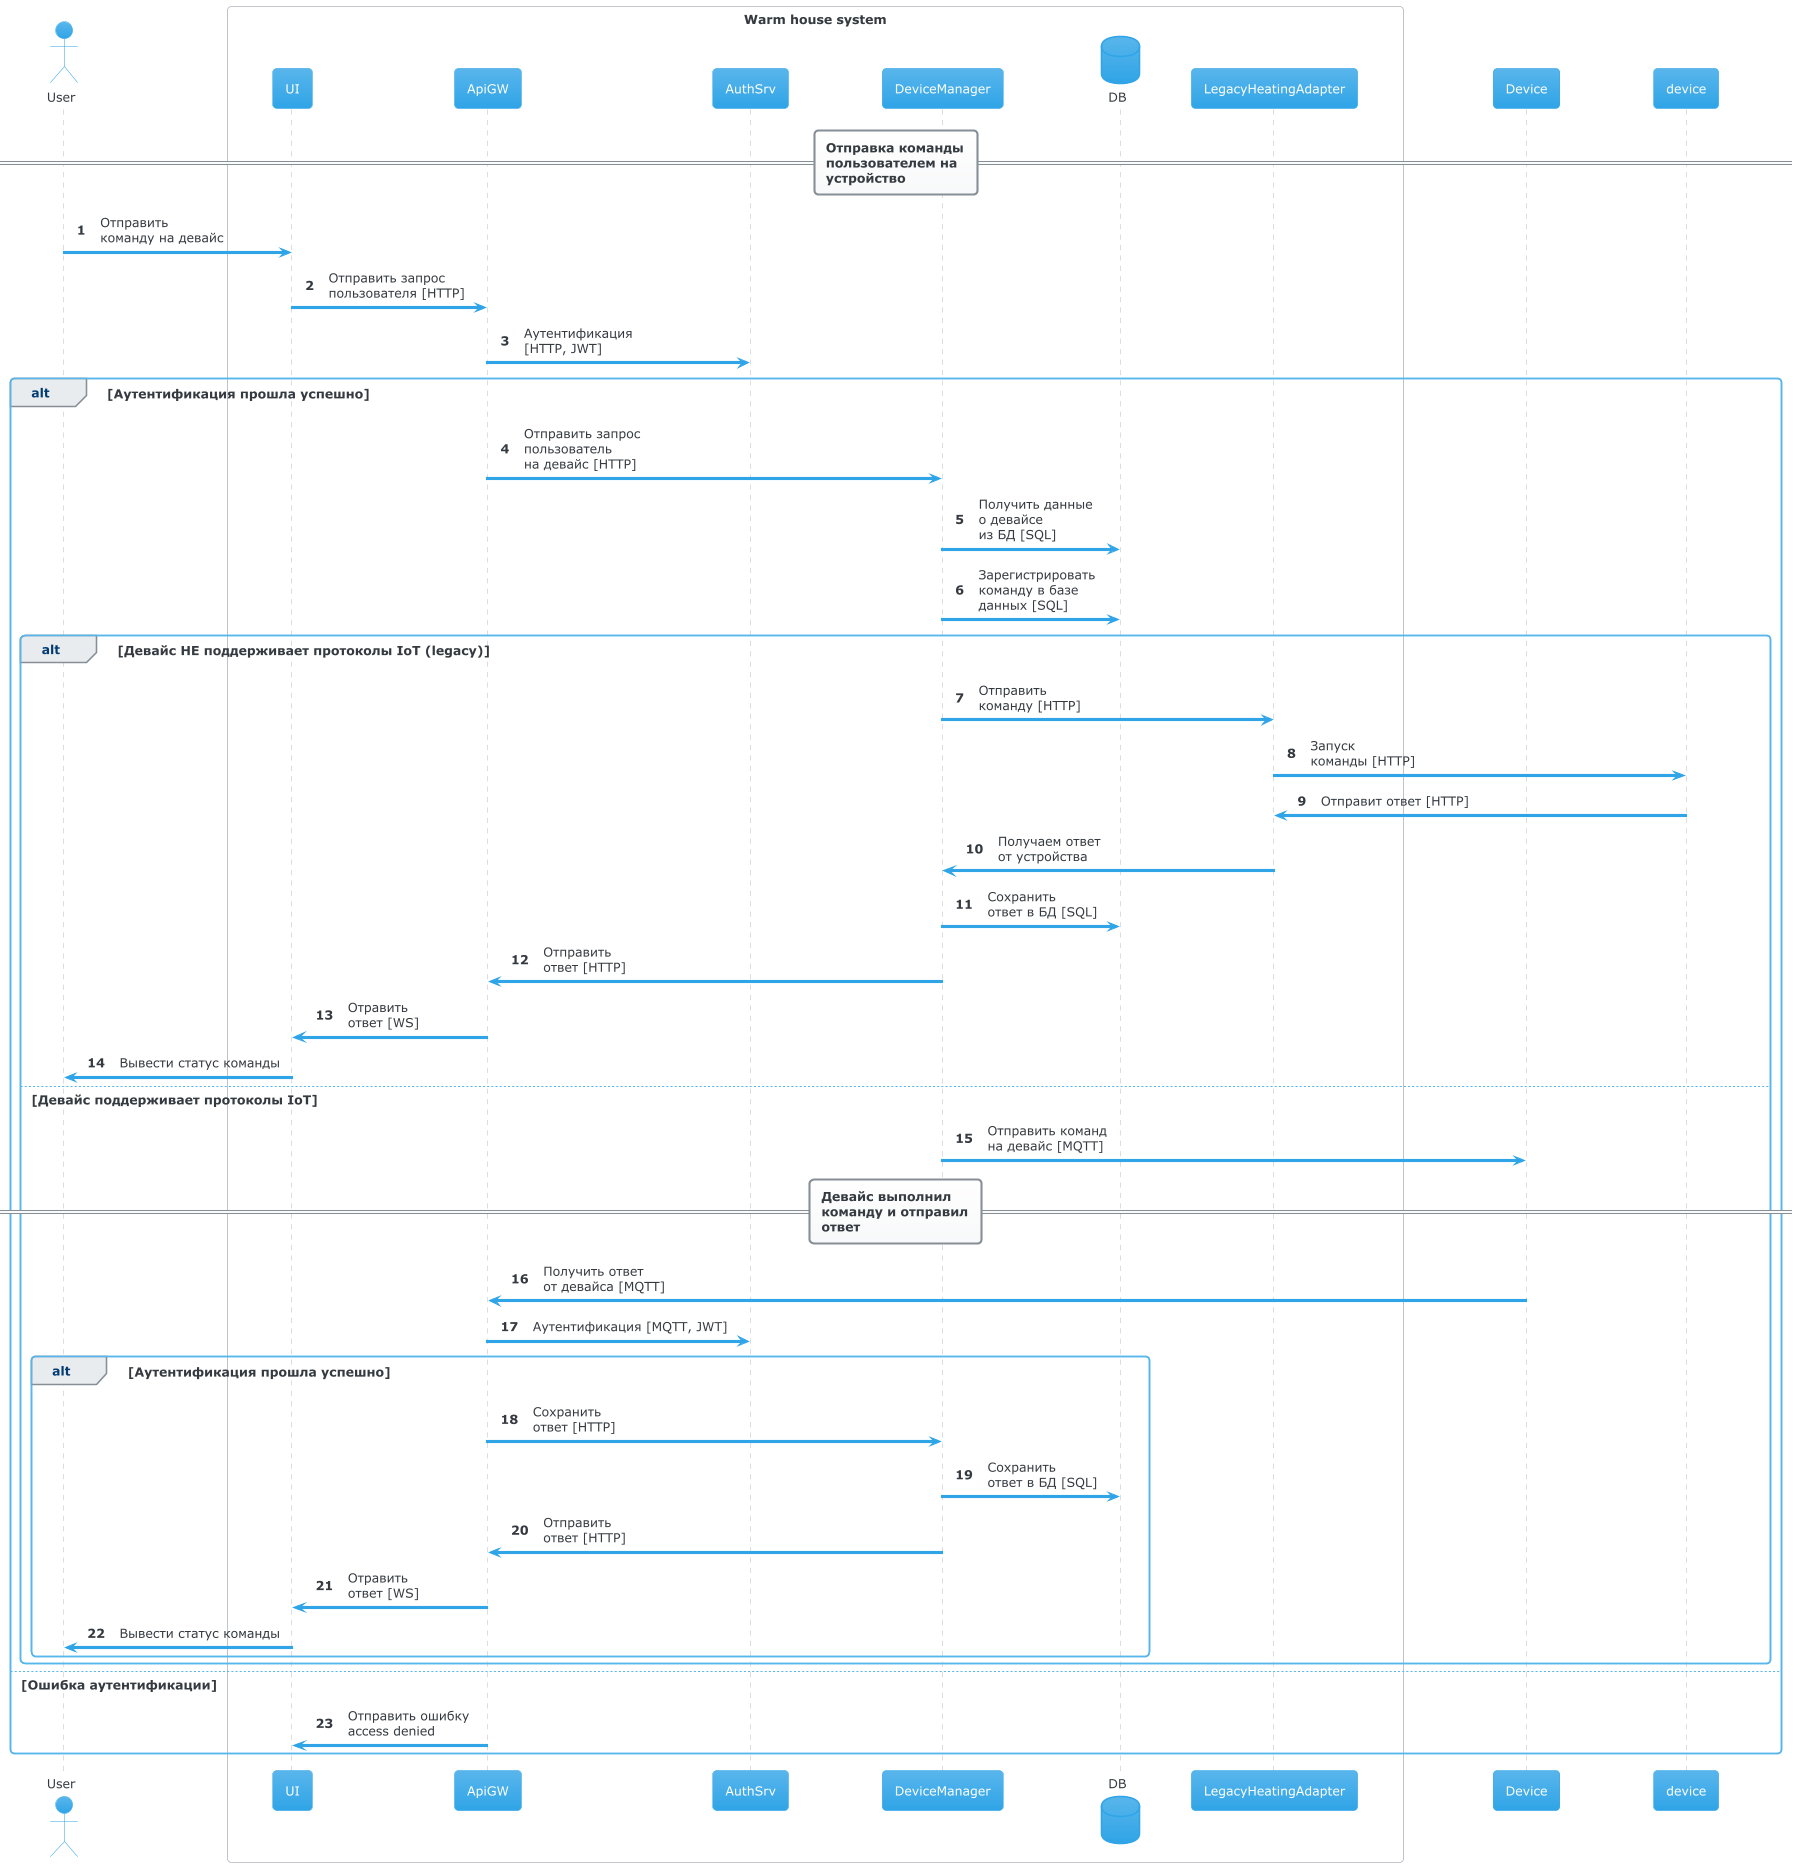 Warm house system
User
UI
ApiGW
AuthSrv
DeviceManager
DB
LegacyHeatingAdapter
Device
device
Отправка команды
пользователем на
устройство
1 Отправить
команду на девайс
2 Отправить запрос
пользователя [HTTP]
3 Аутентификация
[HTTP, JWT]
alt [Аутентификация прошла успешно]
4 Отправить запрос
пользователь
на девайс [HTTP]
5 Получить данные
о девайсе
из БД [SQL]
6 Зарегистрировать
команду в базе
данных [SQL]
alt [Девайс НЕ поддерживает протоколы IoT (legacy)]
7 Отправить
команду [HTTP]
8 Запуск
команды [HTTP]
9 Отправит ответ [HTTP]
10 Получаем ответ
от устройства
11 Сохранить
ответ в БД [SQL]
12 Отправить
ответ [HTTP]
13 Отравить
ответ [WS]
14 Вывести статус команды
[Девайс поддерживает протоколы IoT]
15 Отправить команд
на девайс [MQTT]
Девайс выполнил
команду и отправил
ответ
16 Получить ответ
от девайса [MQTT]
17 Аутентификация [MQTT, JWT]
alt [Аутентификация прошла успешно]
18 Сохранить
ответ [HTTP]
19 Сохранить
ответ в БД [SQL]
20 Отправить
ответ [HTTP]
21 Отравить
ответ [WS]
22 Вывести статус команды
[Ошибка аутентификации]
23 Отправить ошибку
access denied
User
UI
ApiGW
AuthSrv
DeviceManager
DB
LegacyHeatingAdapter
Device
device